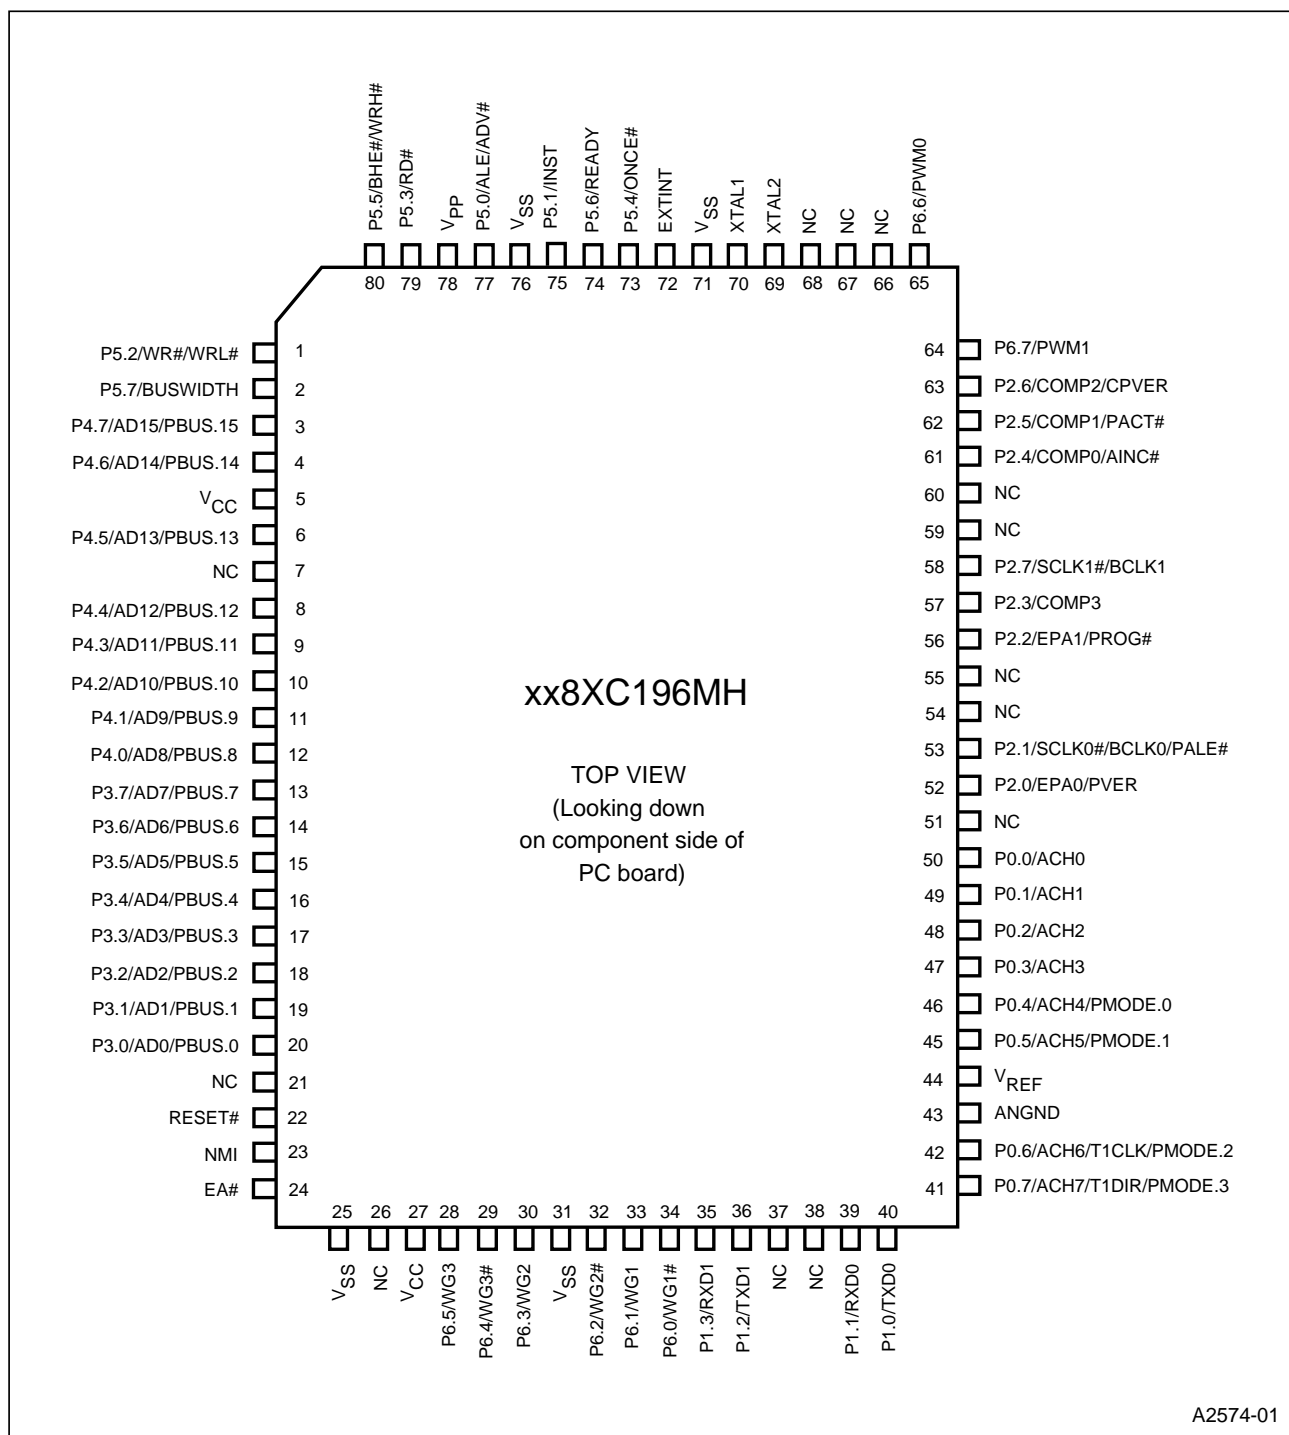 P5.5/BHE#/WRH#
P5.3/RD#
VPP
P5.0/ALE/ADV#
VSS
P5.1/INST
P5.6/READY
P5.4/ONCE#
EXTINT
VSS
XTAL1
XTAL2
NC
NC
NC
P6.6/PWM0
80 79 78 77 76 75 74 73 72 71 70 69 68 67 66 65
P5.2/WR#/WRL# 1
P5.7/BUSWIDTH 2
P4.7/AD15/PBUS.15 3
P4.6/AD14/PBUS.14 4
VCC 5
P4.5/AD13/PBUS.13 6
NC 7
P4.4/AD12/PBUS.12 8
P4.3/AD11/PBUS.11 9
P4.2/AD10/PBUS.10 10
P4.1/AD9/PBUS.9 11
P4.0/AD8/PBUS.8 12
P3.7/AD7/PBUS.7 13
P3.6/AD6/PBUS.6 14
P3.5/AD5/PBUS.5 15
P3.4/AD4/PBUS.4 16
P3.3/AD3/PBUS.3 17
P3.2/AD2/PBUS.2 18
P3.1/AD1/PBUS.1 19
P3.0/AD0/PBUS.0 20
NC 21
RESET# 22
NMI 23
EA# 24
xx8XC196MH
TOP VIEW
(Looking down
on component side of
PC board)
64 P6.7/PWM1
63 P2.6/COMP2/CPVER
62 P2.5/COMP1/PACT#
61 P2.4/COMP0/AINC#
60 NC
59 NC
58 P2.7/SCLK1#/BCLK1
57 P2.3/COMP3
56 P2.2/EPA1/PROG#
55 NC
54 NC
53 P2.1/SCLK0#/BCLK0/PALE#
52 P2.0/EPA0/PVER
51 NC
50 P0.0/ACH0
49 P0.1/ACH1
48 P0.2/ACH2
47 P0.3/ACH3
46 P0.4/ACH4/PMODE.0
45 P0.5/ACH5/PMODE.1
44 VREF
43 ANGND
42 P0.6/ACH6/T1CLK/PMODE.2
41 P0.7/ACH7/T1DIR/PMODE.3
25 26 27 28 29 30 31 32 33 34 35 36 37 38 39 40
VSS
NC
VCC
P6.5/WG3
P6.4/WG3#
P6.3/WG2
VSS
P6.2/WG2#
P6.1/WG1
P6.0/WG1#
P1.3/RXD1
P1.2/TXD1
NC
NC
P1.1/RXD0
P1.0/TXD0
A2574-01